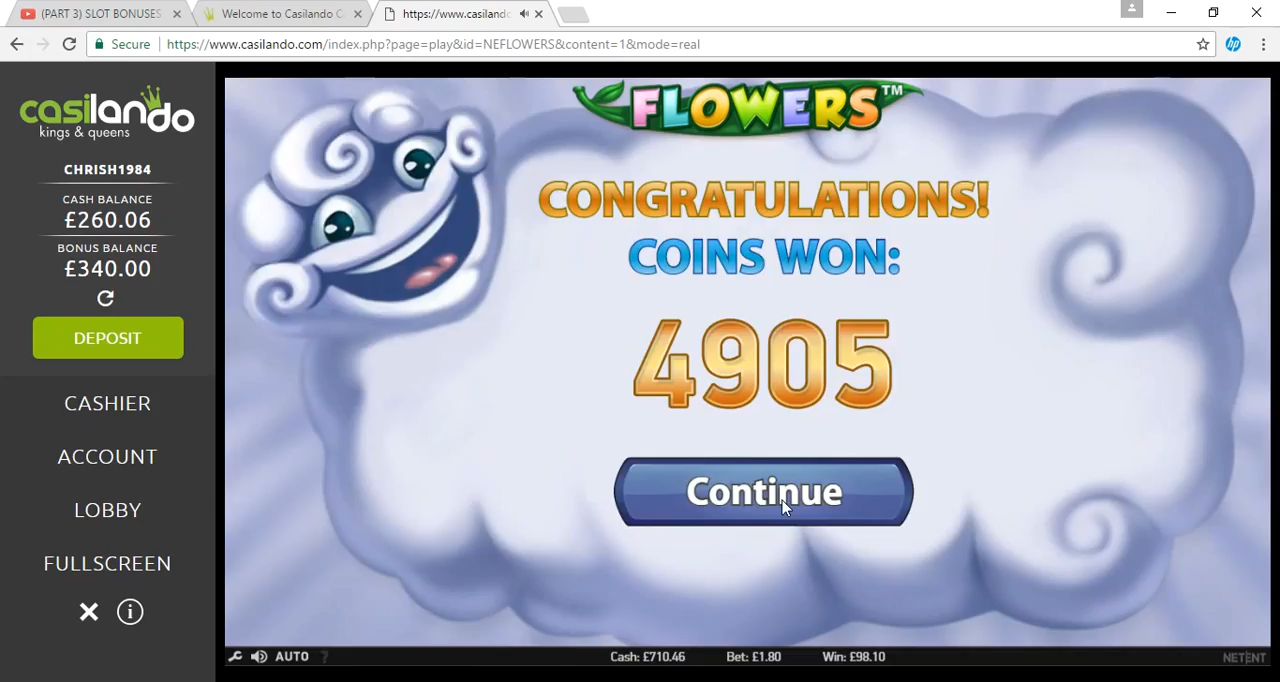 (PART 3) SLOT BONUSES
Welcome to Casilando C
https://www.casilando
Secure
https://www.casilando.com/index.php?page=play&id=NEFLOWERS&content=1&mode=real
hp
casilando
kings & queens
CHRISH1984
CASH BALANCE
£260.06
BONUS BALANCE
£340.00
DEPOSIT
CASHIER
ACCOUNT
LOBBY
FULLSCREEN
FLOWERS™
CONGRATULATIONS!
COINS WON:
4905
Continue
AUTO ? Cash: £710.46 Bet: £1.80 Win: £98.10 NETENT